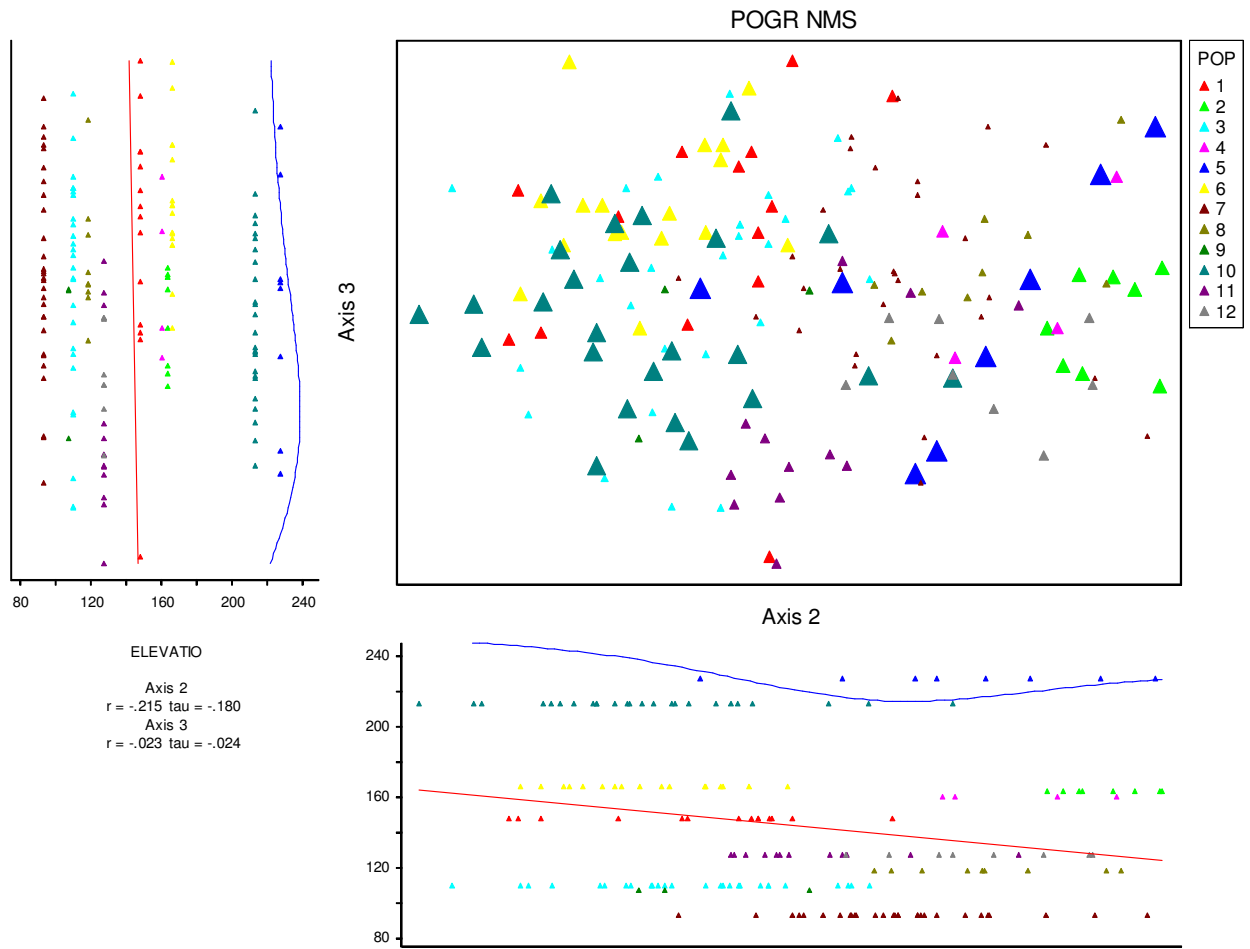 POGR NMS
Axis 3
POP
1
2
3
4
5
6
7
8
9
10
11
12
80 120 160 200 240
Axis 2
ELEVATIO
Axis 2
r = -.215 tau = -.180
Axis 3
r = -.023 tau = -.024
240
200
160
120
80